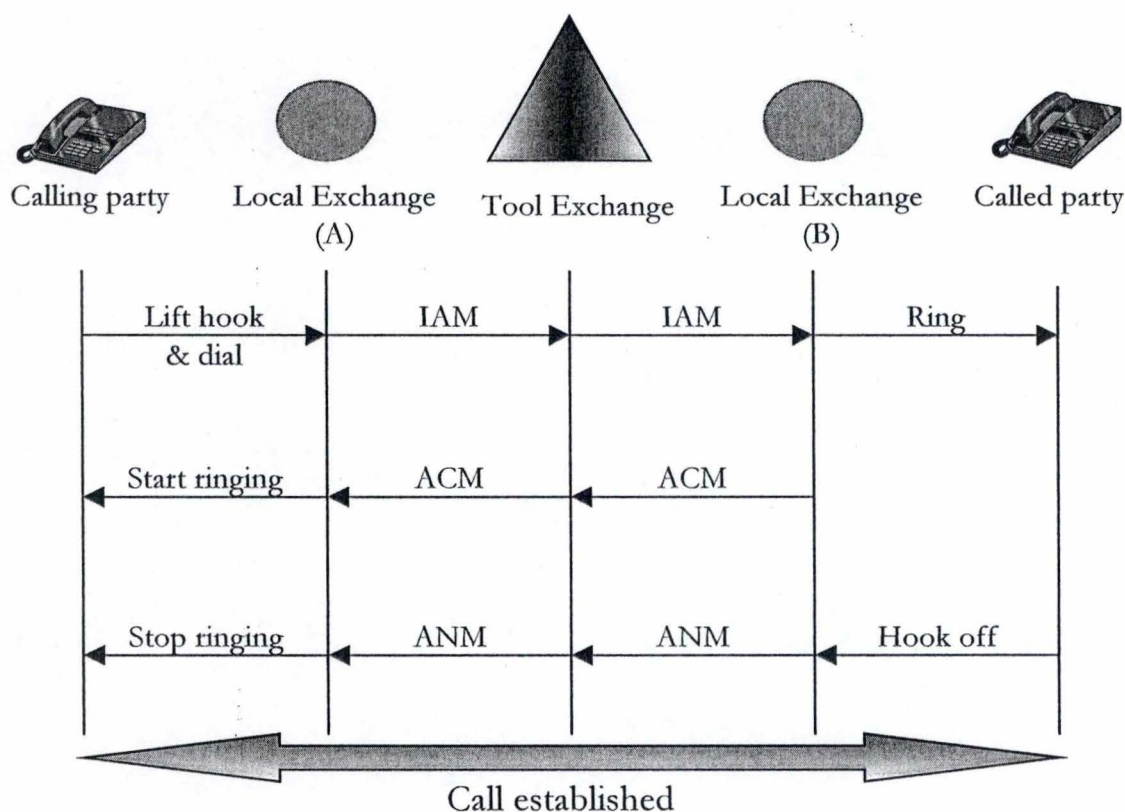 Calling party
Local Exchange
(A)
Tool Exchange
Local Exchange
(B)
Called party
Lift hook
& dial
IAM
IAM
Ring
Start ringing
ACM
ACM
Stop ringing
ANM
ANM
Hook off
Call established